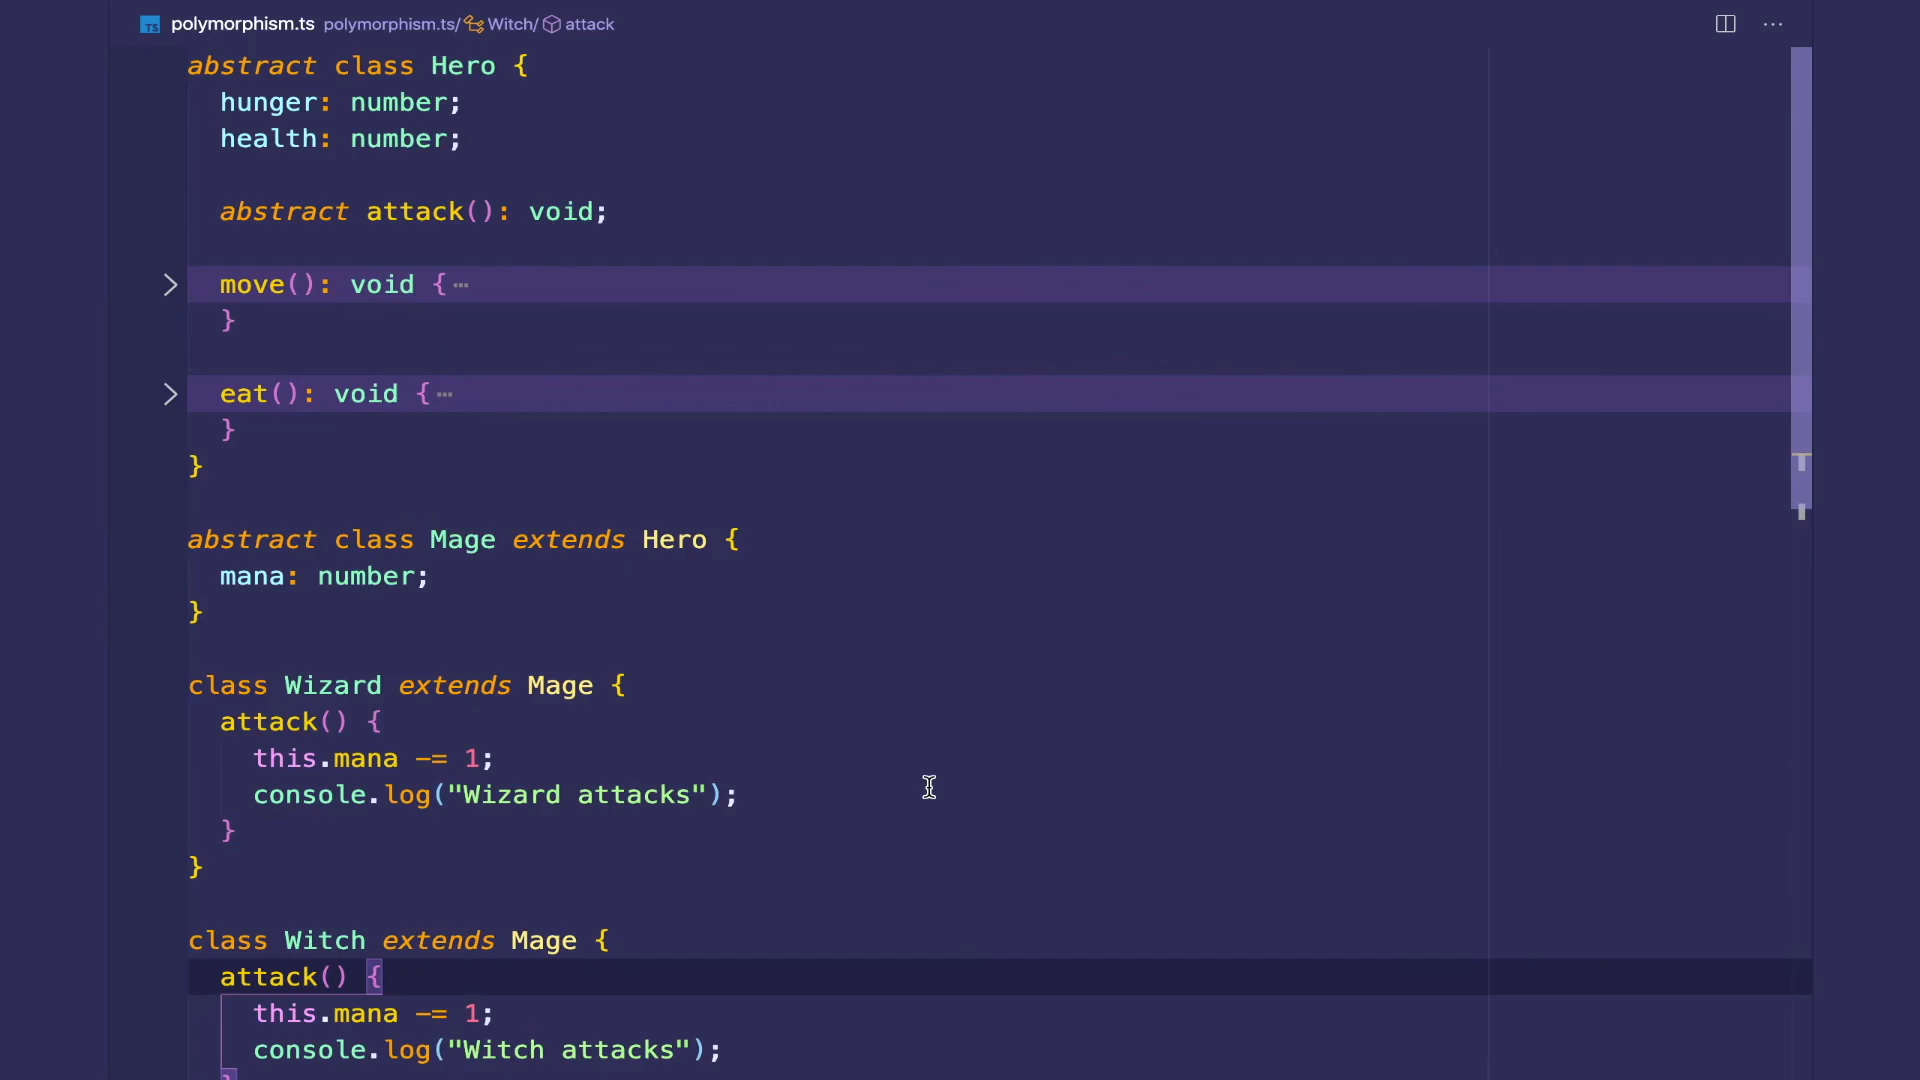 TS polymorphism.ts polymorphism.ts/ Witch/ attack
abstract class Hero {
  hunger: number;
  health: number;

  abstract attack(): void;

  move(): void {⋯
  }

  eat(): void {⋯
  }
}

abstract class Mage extends Hero {
  mana: number;
}

class Wizard extends Mage {
  attack() {
    this.mana -= 1;
    console.log("Wizard attacks");
  }
}

class Witch extends Mage {
  attack() {
    this.mana -= 1;
    console.log("Witch attacks");
  }